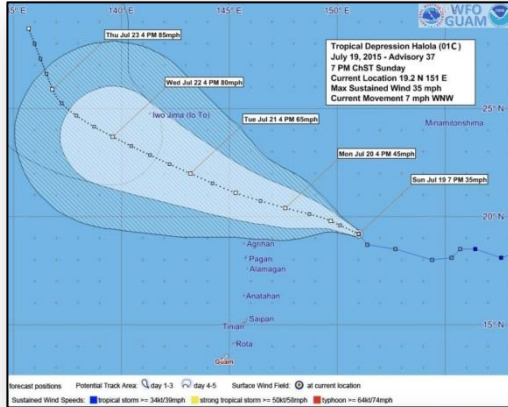 WFO
GUAM
Tropical Depression Halola (01C)
July 19, 2015 - Advisory 37
7 PM ChST Sunday
Current Location 19.2 N 151 E
Max Sustained Wind 35 mph
Current Movement 7 mph WNW
5°E
140°E
145°E
150°E
Thu Jul 23 4 PM 85mph
Wed Jul 22 4 PM 80mph
25°N
Iwo Jima (Io To)
Tue Jul 21 4 PM 65mph
Minamitorishima
Mon Jul 20 4 PM 45mph
Sun Jul 19 7 PM 35mph
20°N
Agrihan
Pagan
Alamagan
Anatahan
Saipan
Tinian
15°N
Rota
Guam
forecast positions Potential Track Area: day 1-3 day 4-5 Surface Wind Field: at current location
Sustained Wind Speeds: tropical storm >= 34kt/39mph strong tropical storm >= 50kt/58mph typhoon >= 64kt/74mph